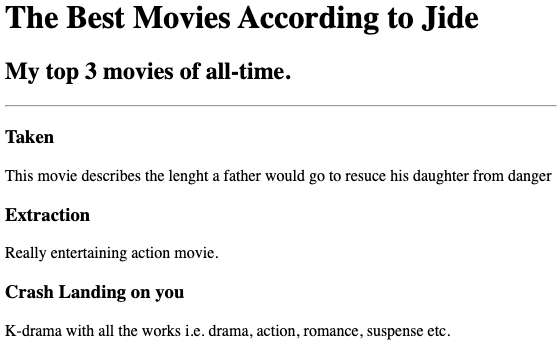 The Best Movies According to Jide
My top 3 movies of all-time.
Taken
This movie describes the lenght a father would go to resuce his daughter from danger
Extraction
Really entertaining action movie.
Crash Landing on you
K-drama with all the works i.e. drama, action, romance, suspense etc.